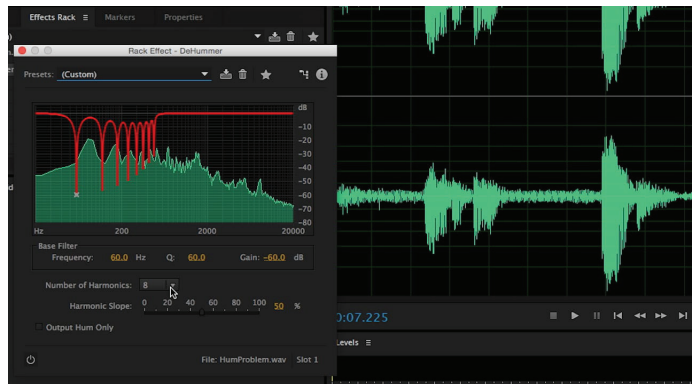 Effects Rack Markers Properties
Rack Effect - DeHummer
Presets: (Custom)
dB
-10
-20
-30
-40
-50
-60
-70
-80
Hz 200 2000 20000
Base Filter
Frequency: 60.0 Hz Q: 60.0 Gain: -60.0 dB
Number of Harmonics: 8
Harmonic Slope: 0 20 40 60 80 100 50 %
Output Hum Only
File: HumProblem.wav Slot 1
0:07.225
Levels